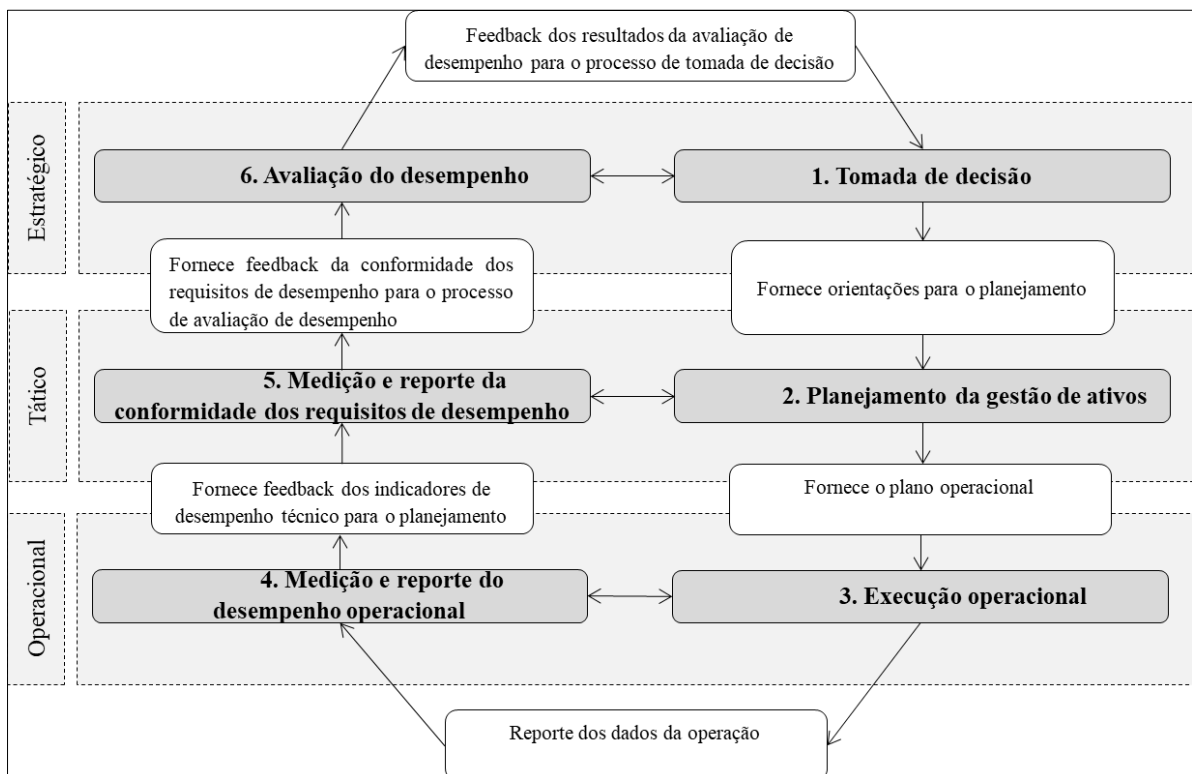 Feedback dos resultados da avaliação de
desempenho para o processo de tomada de decisão
Estratégico
6. Avaliação do desempenho
1. Tomada de decisão
Fornece feedback da conformidade dos
requisitos de desempenho para o processo
de avaliação de desempenho
Fornece orientações para o planejamento
Tático
5. Medição e reporte da
conformidade dos requisitos de desempenho
2. Planejamento da gestão de ativos
Fornece feedback dos indicadores de
desempenho técnico para o planejamento
Fornece o plano operacional
Operacional
4. Medição e reporte do
desempenho operacional
3. Execução operacional
Reporte dos dados da operação